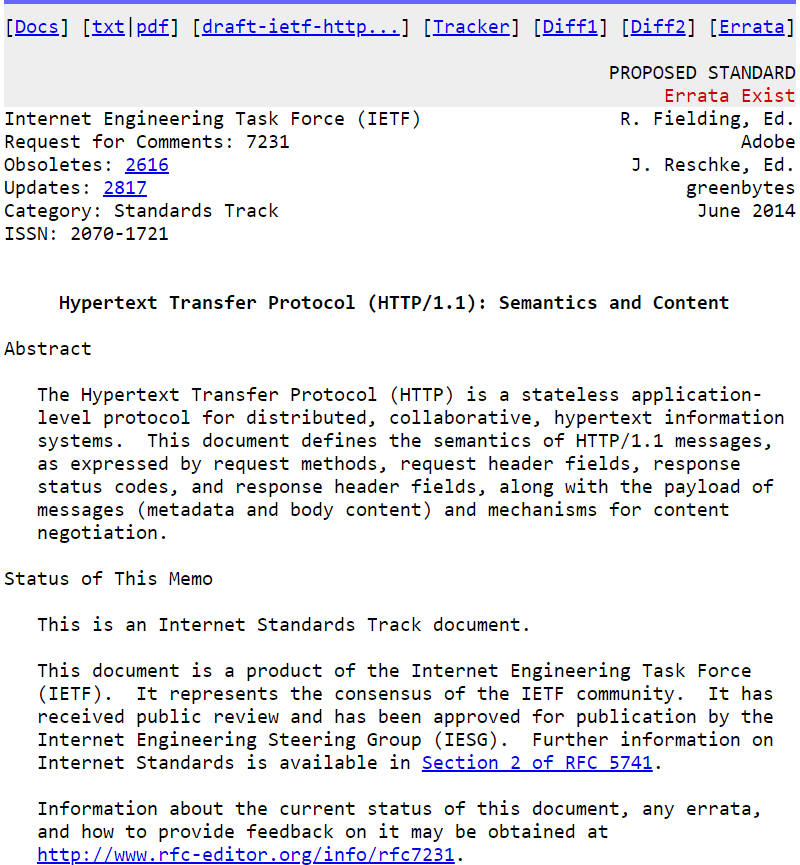 [Docs] [txt|pdf] [draft-ietf-http...] [Tracker] [Diff1] [Diff2] [Errata]
PROPOSED STANDARD
Errata Exist
Internet Engineering Task Force (IETF) R. Fielding, Ed.
Request for Comments: 7231 Adobe
Obsoletes: 2616 J. Reschke, Ed.
Updates: 2817 greenbytes
Category: Standards Track June 2014
ISSN: 2070-1721
Hypertext Transfer Protocol (HTTP/1.1): Semantics and Content
Abstract
The Hypertext Transfer Protocol (HTTP) is a stateless application-
level protocol for distributed, collaborative, hypertext information
systems.  This document defines the semantics of HTTP/1.1 messages,
as expressed by request methods, request header fields, response
status codes, and response header fields, along with the payload of
messages (metadata and body content) and mechanisms for content
negotiation.
Status of This Memo
This is an Internet Standards Track document.
This document is a product of the Internet Engineering Task Force
(IETF).  It represents the consensus of the IETF community.  It has
received public review and has been approved for publication by the
Internet Engineering Steering Group (IESG).  Further information on
Internet Standards is available in Section 2 of RFC 5741.
Information about the current status of this document, any errata,
and how to provide feedback on it may be obtained at
http://www.rfc-editor.org/info/rfc7231.